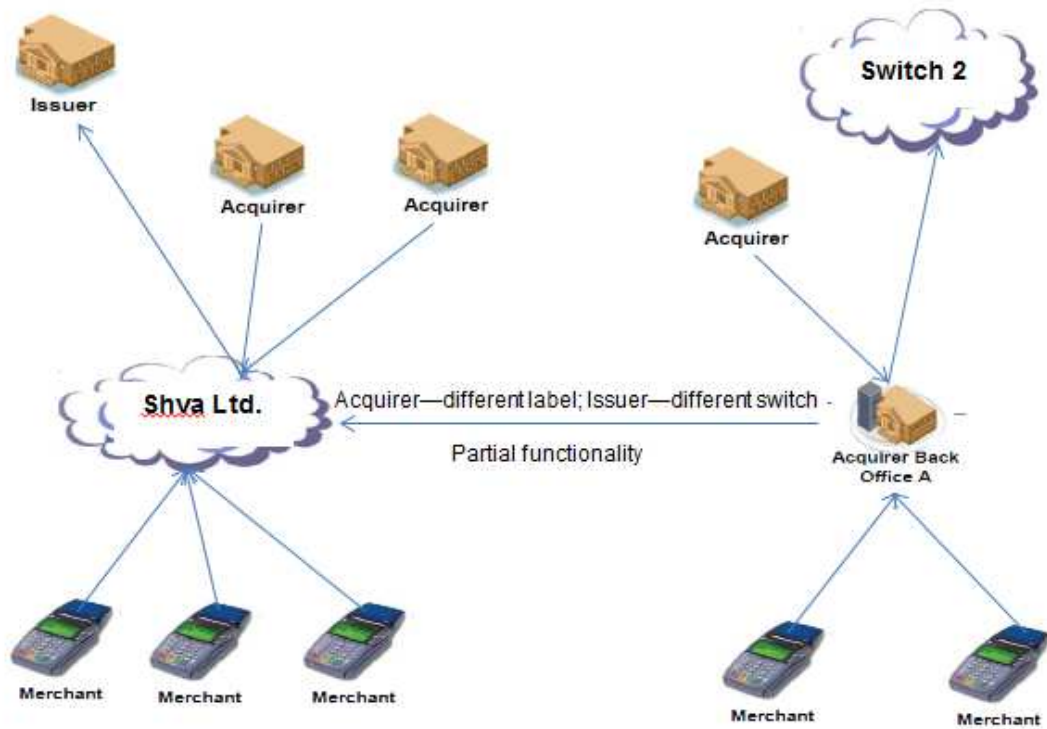 Switch 2
Issuer
Acquirer
Acquirer
Acquirer
Shva Ltd.
Acquirer—different label; Issuer—different switch -
Partial functionality
Acquirer Back
Office A
Merchant
Merchant
Merchant
Merchant
Merchant